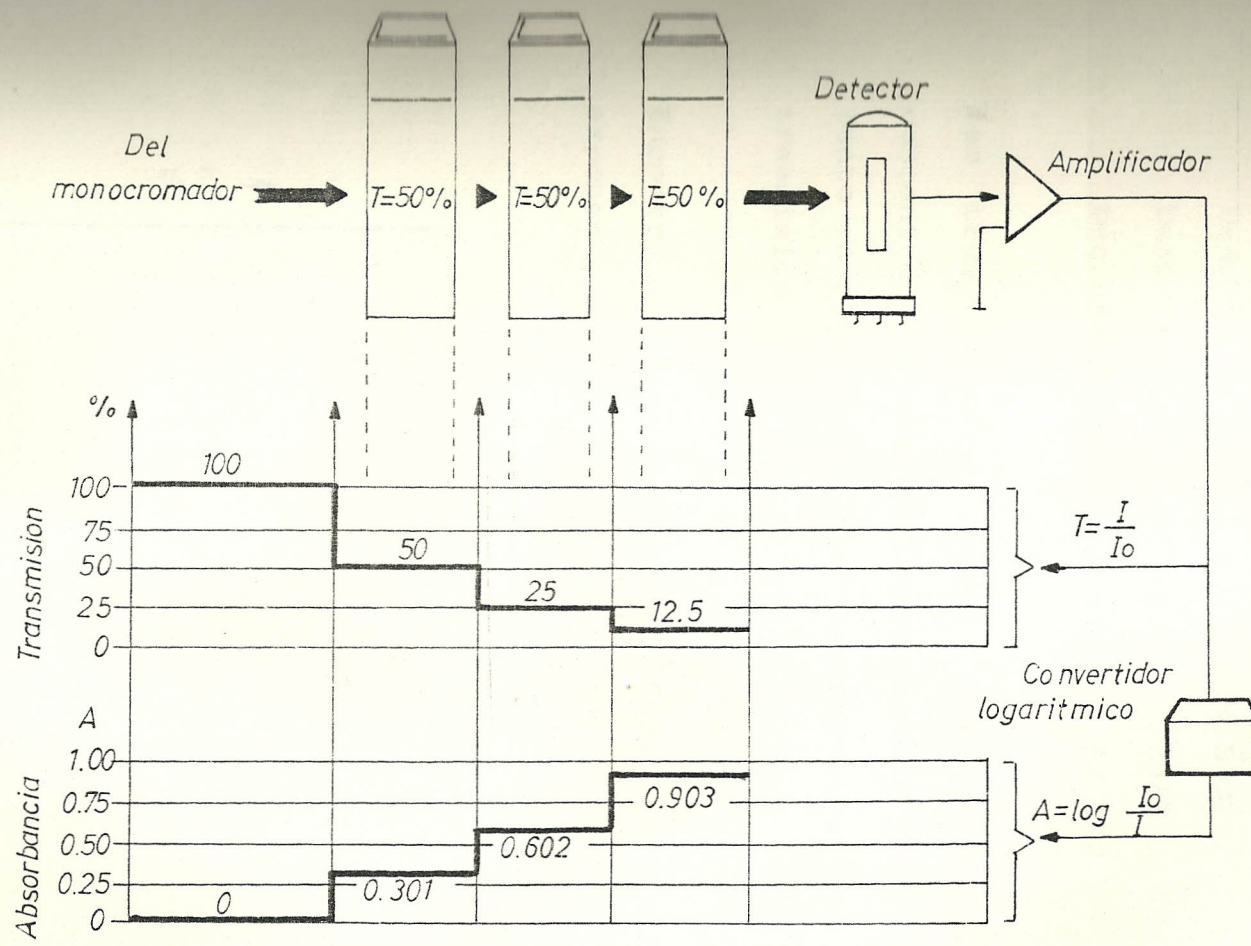 Detector
Del
monocromador
T=50%
T=50%
T=50%
Amplificador
%
100
100
75
50
50
25
25
12.5
0
Transmision
T= I/Io
Convertidor
logaritmico
A
1.00
0.75
0.903
0.50
0.602
0.25
0.301
0
0
Absorbancia
A=log Io/I